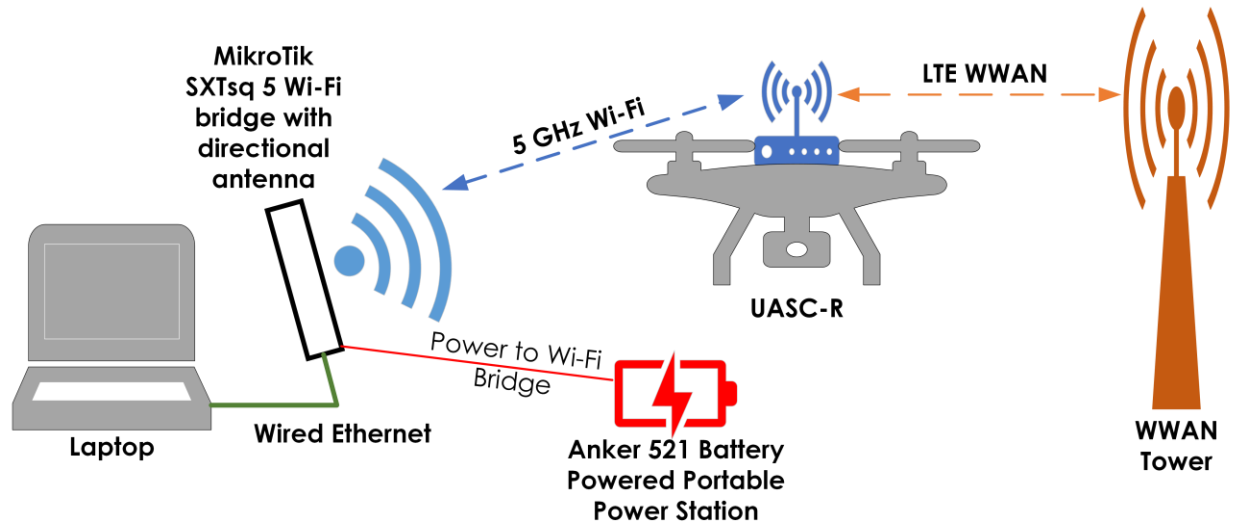 MikroTik
SXTsq 5 Wi-Fi
bridge with
directional
antenna
5 GHz Wi-Fi
LTE WWAN
UASC-R
Power to Wi-Fi
Bridge
Laptop
Wired Ethernet
Anker 521 Battery
Powered Portable
Power Station
WWAN
Tower